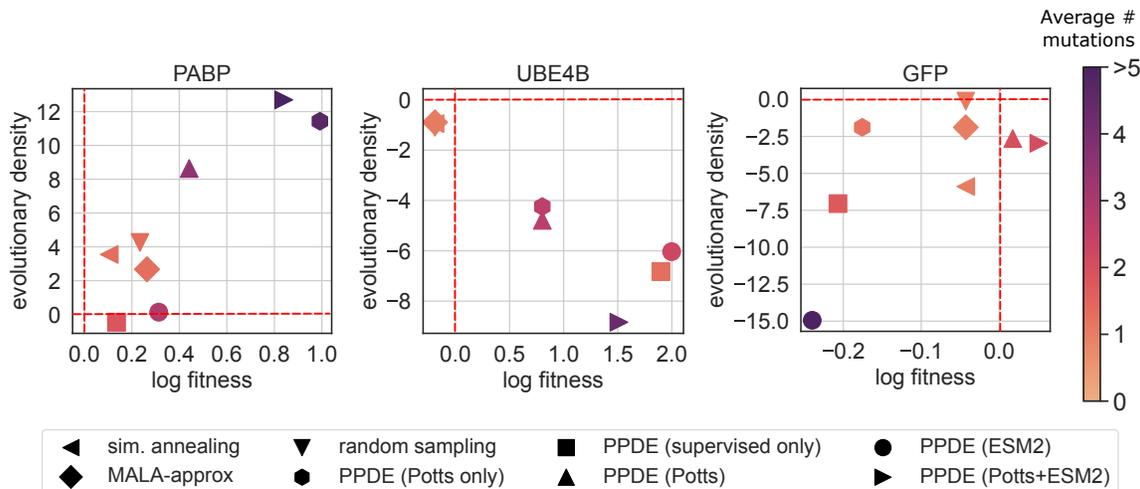 Average #
mutations
PABP
UBE4B
GFP
>5
4
3
2
1
0
evolutionary density
12
10
8
6
4
2
0
0.0 0.2 0.4 0.6 0.8 1.0
log fitness
evolutionary density
0
−2
−4
−6
−8
0.0 0.5 1.0 1.5 2.0
log fitness
evolutionary density
0.0
−2.5
−5.0
−7.5
−10.0
−12.5
−15.0
−0.2 −0.1 0.0
log fitness
sim. annealing random sampling PPDE (supervised only) PPDE (ESM2)
MALA-approx PPDE (Potts only) PPDE (Potts) PPDE (Potts+ESM2)